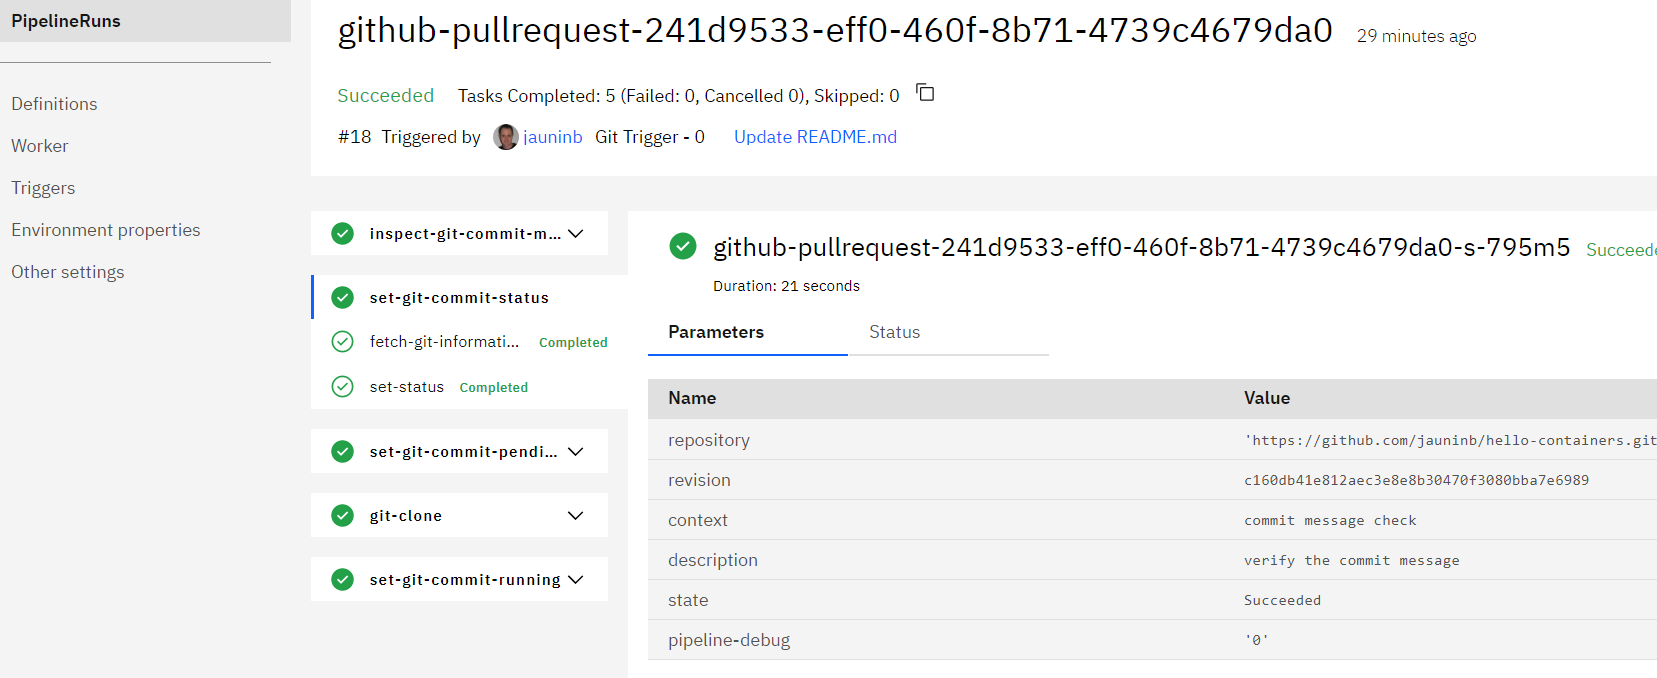 PipelineRuns
Definitions
Worker
Triggers
Environment properties
Other settings
github-pullrequest-241d9533-eff0-460f-8b71-4739c4679da0 29 minutes ago
Succeeded Tasks Completed: 5 (Failed: 0, Cancelled 0), Skipped: 0
#18 Triggered by jauninb Git Trigger - 0 Update README.md
inspect-git-commit-m...
set-git-commit-status
fetch-git-informati... Completed
set-status Completed
set-git-commit-pendi...
git-clone
set-git-commit-running
github-pullrequest-241d9533-eff0-460f-8b71-4739c4679da0-s-795m5 Succeede
Duration: 21 seconds
Parameters Status
Name Value
repository 'https://github.com/jauninb/hello-containers.git
revision c160db41e812aec3e8e8b30470f3080bba7e6989
context commit message check
description verify the commit message
state Succeeded
pipeline-debug '0'